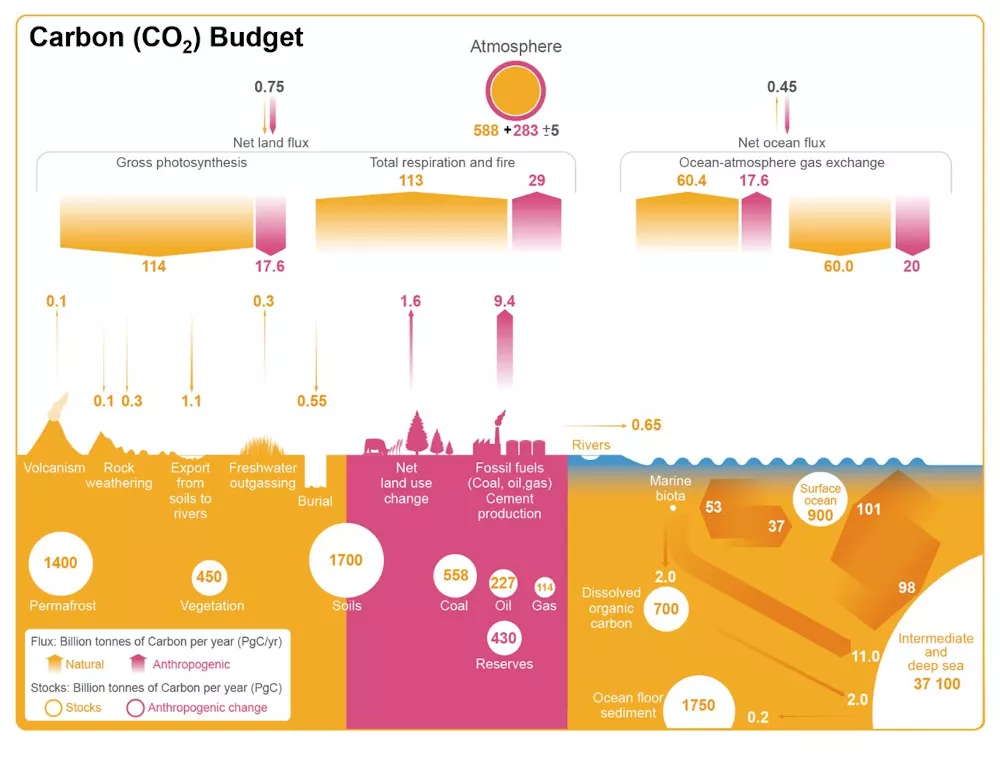 Carbon (CO₂) Budget
Atmosphere
588 + 283 ±5
0.75
Net land flux
0.45
Net ocean flux
Gross photosynthesis
Total respiration and fire
Ocean-atmosphere gas exchange
113
29
60.4
17.6
114
17.6
60.0
20
0.1
0.3
1.6
9.4
0.1
0.3
1.1
0.55
0.65
Rivers
Volcanism
Rock
weathering
Export
from
soils to
rivers
Freshwater
outgassing
Burial
Net
land use
change
Fossil fuels
(Coal, oil,gas)
Cement
production
Marine
biota
53
37
Surface
ocean
900
101
98
1400
Permafrost
450
Vegetation
1700
Soils
558
Coal
227
Oil
114
Gas
430
Reserves
2.0
Dissolved
organic
carbon
700
11.0
2.0
Intermediate
and
deep sea
37 100
Ocean floor
sediment
1750
0.2
Flux: Billion tonnes of Carbon per year (PgC/yr)
Natural
Anthropogenic
Stocks: Billion tonnes of Carbon per year (PgC)
Stocks
Anthropogenic change